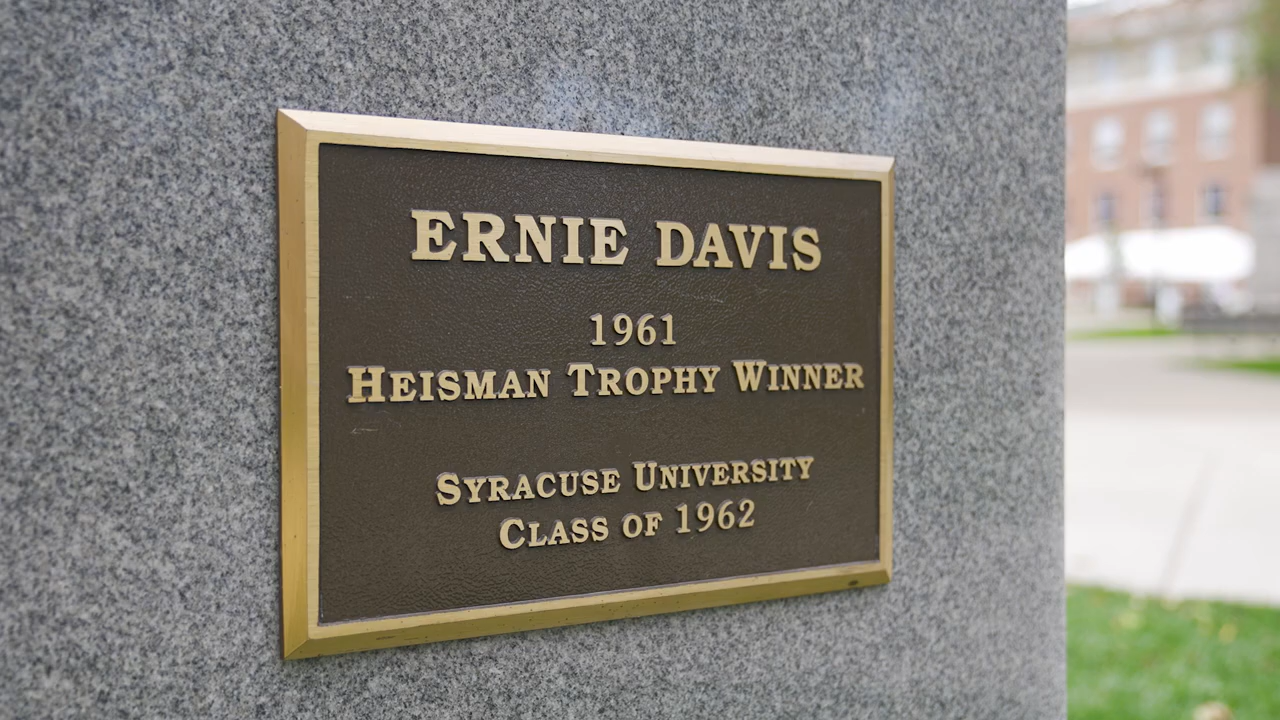 ERNIE DAVIS
1961
HEISMAN TROPHY WINNER
SYRACUSE UNIVERSITY
CLASS OF 1962